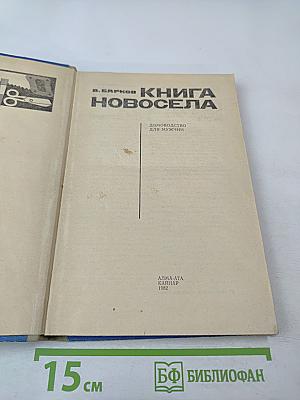 В. БАРКОВ КНИГА
НОВОСЕЛА
ДОМОВОДСТВО
ДЛЯ МУЖЧИН
АЛМА-АТА
КАЙНАР
1982
15 см
БФ БИБЛИОФАН